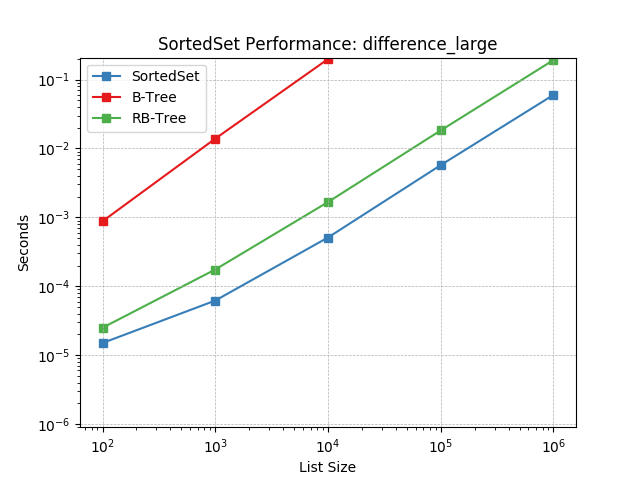 SortedSet Performance: difference_large
SortedSet
B-Tree
RB-Tree
Seconds
10⁻¹
10⁻²
10⁻³
10⁻⁴
10⁻⁵
10⁻⁶
10² 10³ 10⁴ 10⁵ 10⁶
List Size